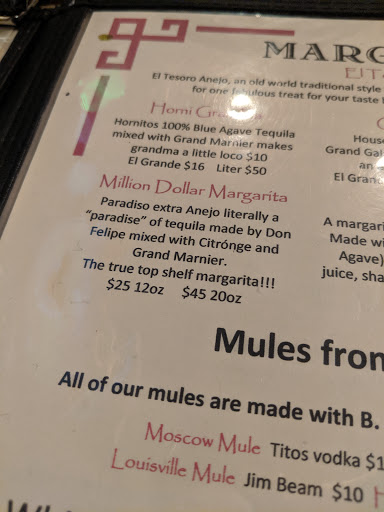 MARG
El Tesoro Anejo, an old world traditional style
for one fabulous treat for your taste
Horni
Hornitos 100% Blue Agave Tequila
mixed with Grand Marnier makes
grandma a little loco $10
El Grande $16 Liter $50
Million Dollar Margarita
Paradiso extra Anejo literally a
"paradise" of tequila made by Don
Felipe mixed with Citrónge and
Grand Marnier.
The true top shelf margarita!!!
$25 12oz $45 20oz
House
Grand Gal
an
El Gran
A margari
Made wi
Agave)
juice, sha
Mules from
All of our mules are made with B.
Moscow Mule Titos vodka $1
Louisville Mule Jim Beam $10